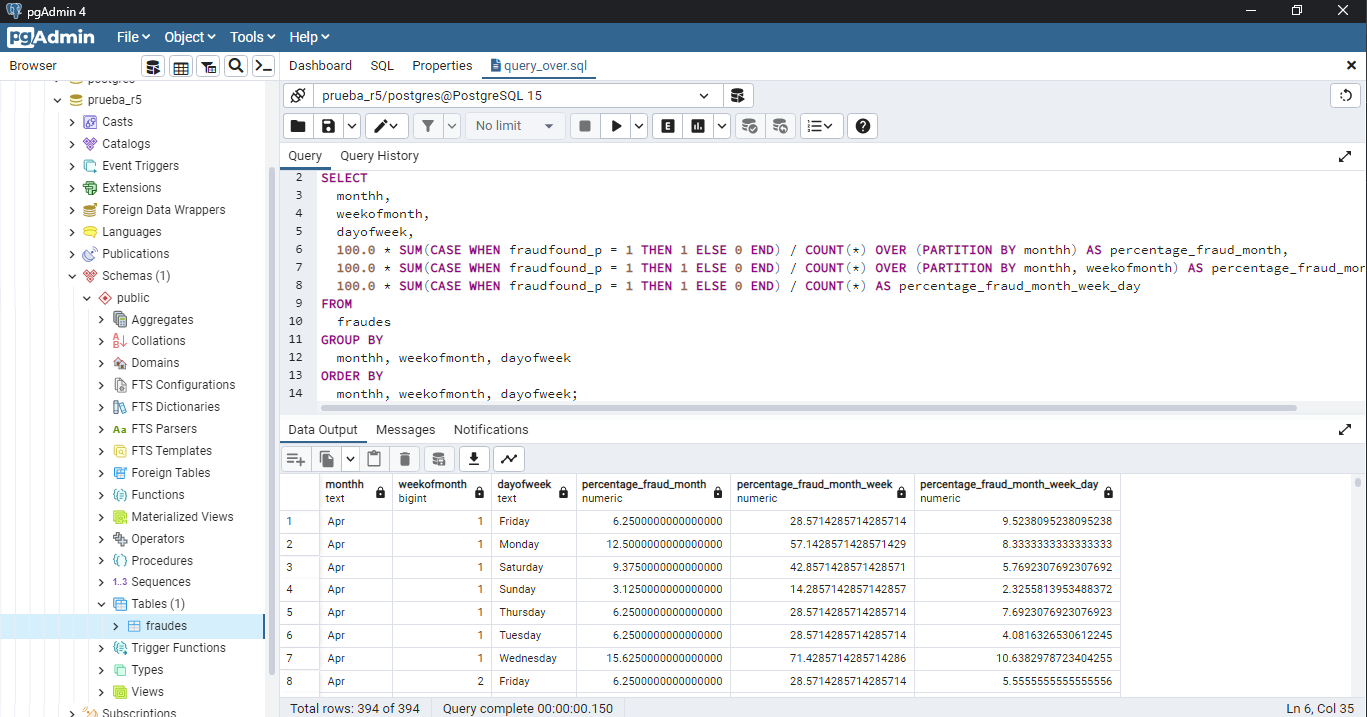 pgAdmin 4
pgAdmin File Object Tools Help
Browser
Dashboard SQL Properties query_over.sql
postgres
prueba_r5
Casts
Catalogs
Event Triggers
Extensions
Foreign Data Wrappers
Languages
Publications
Schemas (1)
public
Aggregates
Collations
Domains
FTS Configurations
FTS Dictionaries
Aa FTS Parsers
FTS Templates
Foreign Tables
Functions
Materialized Views
Operators
Procedures
1..3 Sequences
Tables (1)
fraudes
Trigger Functions
Types
Views
Subscriptions
prueba_r5/postgres@PostgreSQL 15
No limit
E
Query Query History
2 SELECT
3 monthh,
4 weekofmonth,
5 dayofweek,
6 100.0 * SUM(CASE WHEN fraudfound_p = 1 THEN 1 ELSE 0 END) / COUNT(*) OVER (PARTITION BY monthh) AS percentage_fraud_month,
7 100.0 * SUM(CASE WHEN fraudfound_p = 1 THEN 1 ELSE 0 END) / COUNT(*) OVER (PARTITION BY monthh, weekofmonth) AS percentage_fraud_mor
8 100.0 * SUM(CASE WHEN fraudfound_p = 1 THEN 1 ELSE 0 END) / COUNT(*) AS percentage_fraud_month_week_day
9 FROM
10 fraudes
11 GROUP BY
12 monthh, weekofmonth, dayofweek
13 ORDER BY
14 monthh, weekofmonth, dayofweek;
Data Output Messages Notifications
monthh weekofmonth dayofweek percentage_fraud_month percentage_fraud_month_week percentage_fraud_month_week_day
text bigint text numeric numeric numeric
1 Apr 1 Friday 6.2500000000000000 28.5714285714285714 9.5238095238095238
2 Apr 1 Monday 12.5000000000000000 57.1428571428571429 8.3333333333333333
3 Apr 1 Saturday 9.3750000000000000 42.8571428571428571 5.7692307692307692
4 Apr 1 Sunday 3.1250000000000000 14.2857142857142857 2.3255813953488372
5 Apr 1 Thursday 6.2500000000000000 28.5714285714285714 7.6923076923076923
6 Apr 1 Tuesday 6.2500000000000000 28.5714285714285714 4.0816326530612245
7 Apr 1 Wednesday 15.6250000000000000 71.4285714285714286 10.6382978723404255
8 Apr 2 Friday 6.2500000000000000 28.5714285714285714 5.5555555555555556
Total rows: 394 of 394 Query complete 00:00:00.150 Ln 6, Col 35